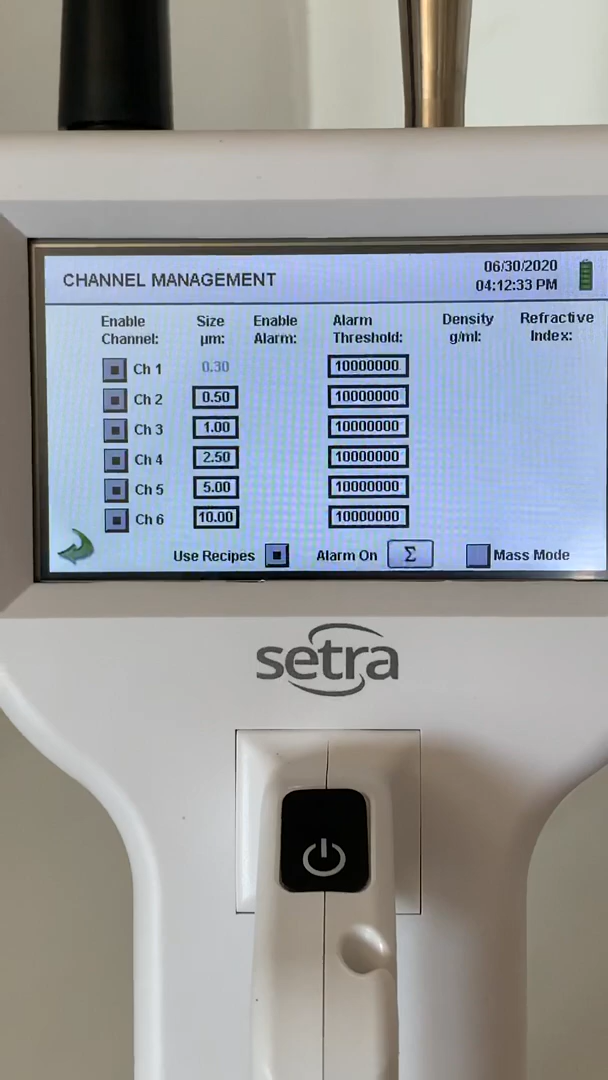 CHANNEL MANAGEMENT
06/30/2020
04:12:33 PM
Enable Channel: Size µm: Enable Alarm: Alarm Threshold: Density g/ml: Refractive Index:
Ch 1 0.30 10000000
Ch 2 0.50 10000000
Ch 3 1.00 10000000
Ch 4 2.50 10000000
Ch 5 5.00 10000000
Ch 6 10.00 10000000
Use Recipes Alarm On Σ Mass Mode
setra